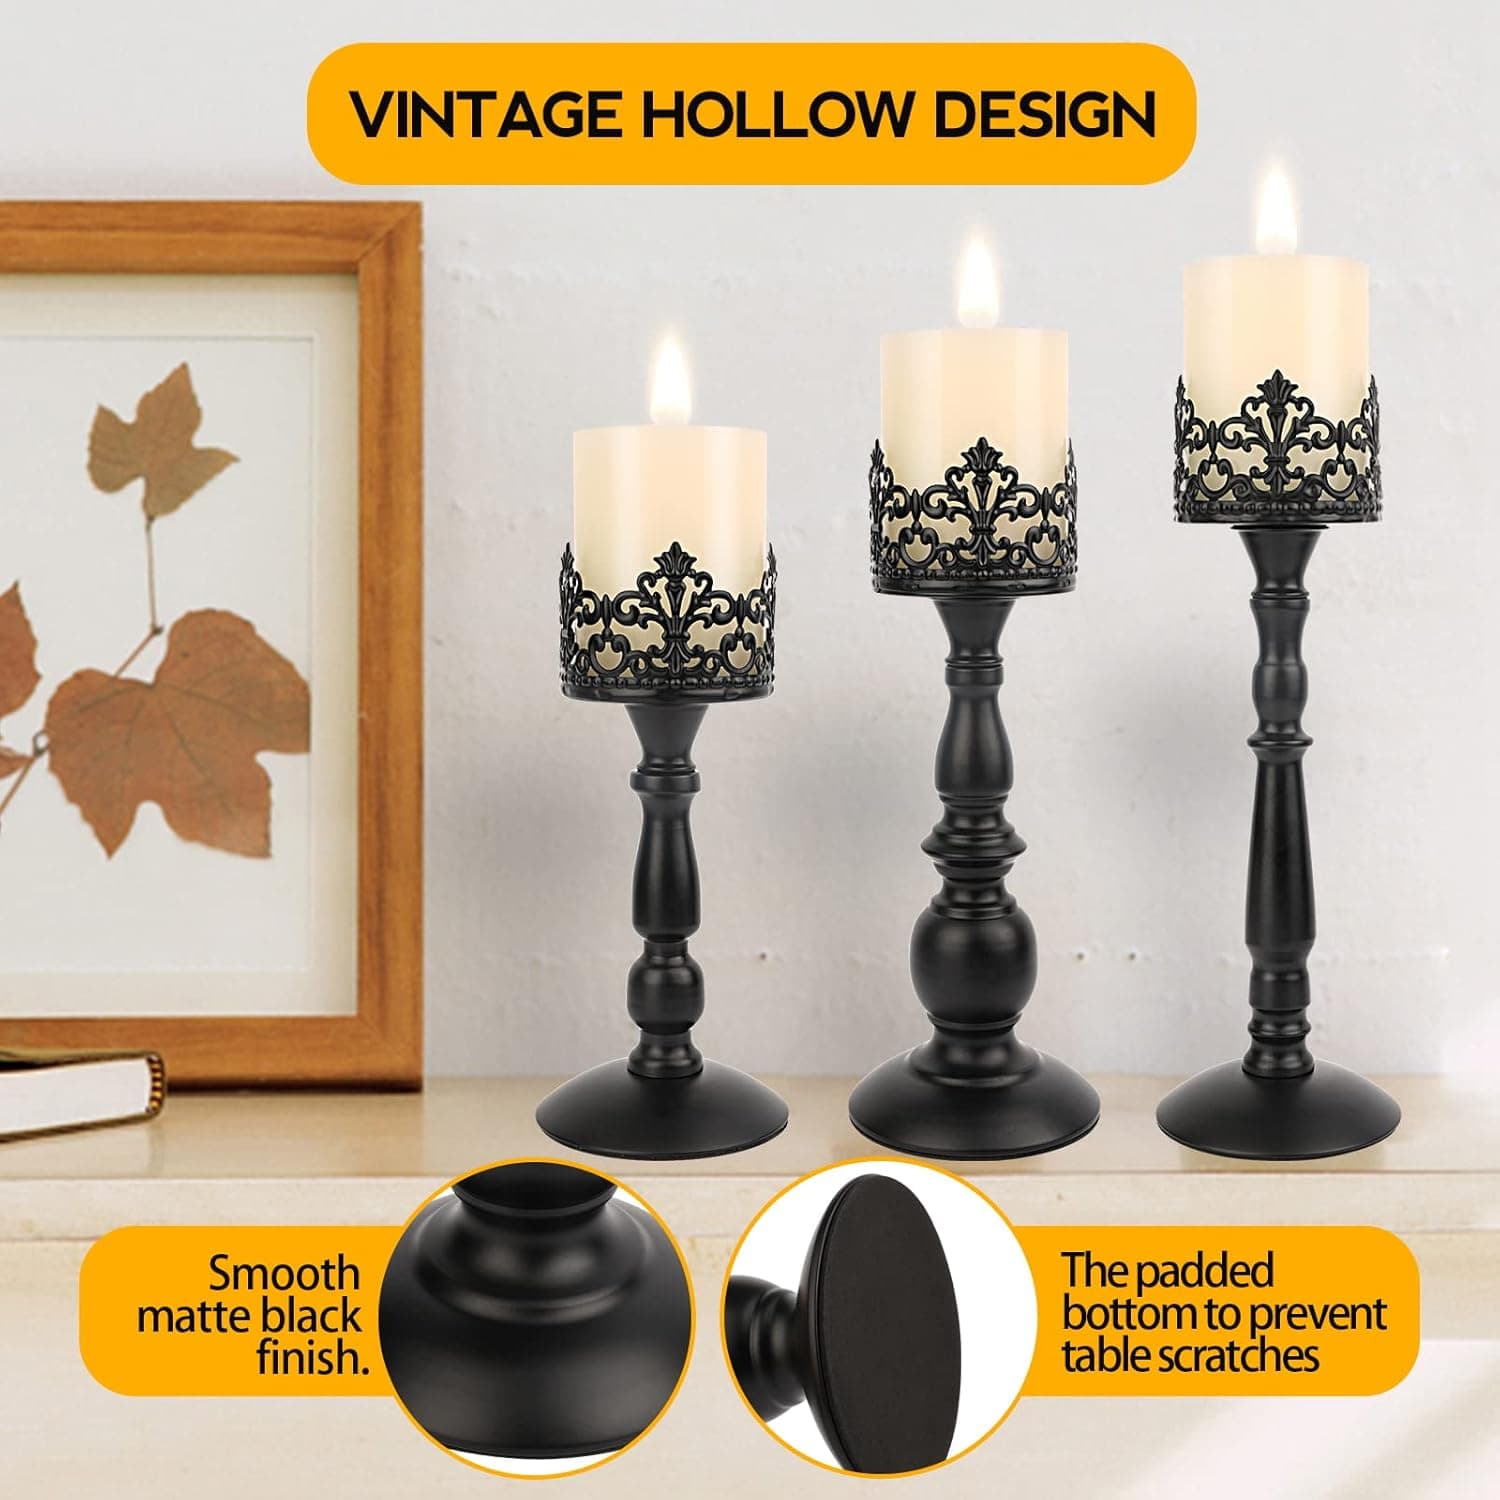 VINTAGE HOLLOW DESIGN
Smooth
matte black
finish.
The padded
bottom to prevent
table scratches